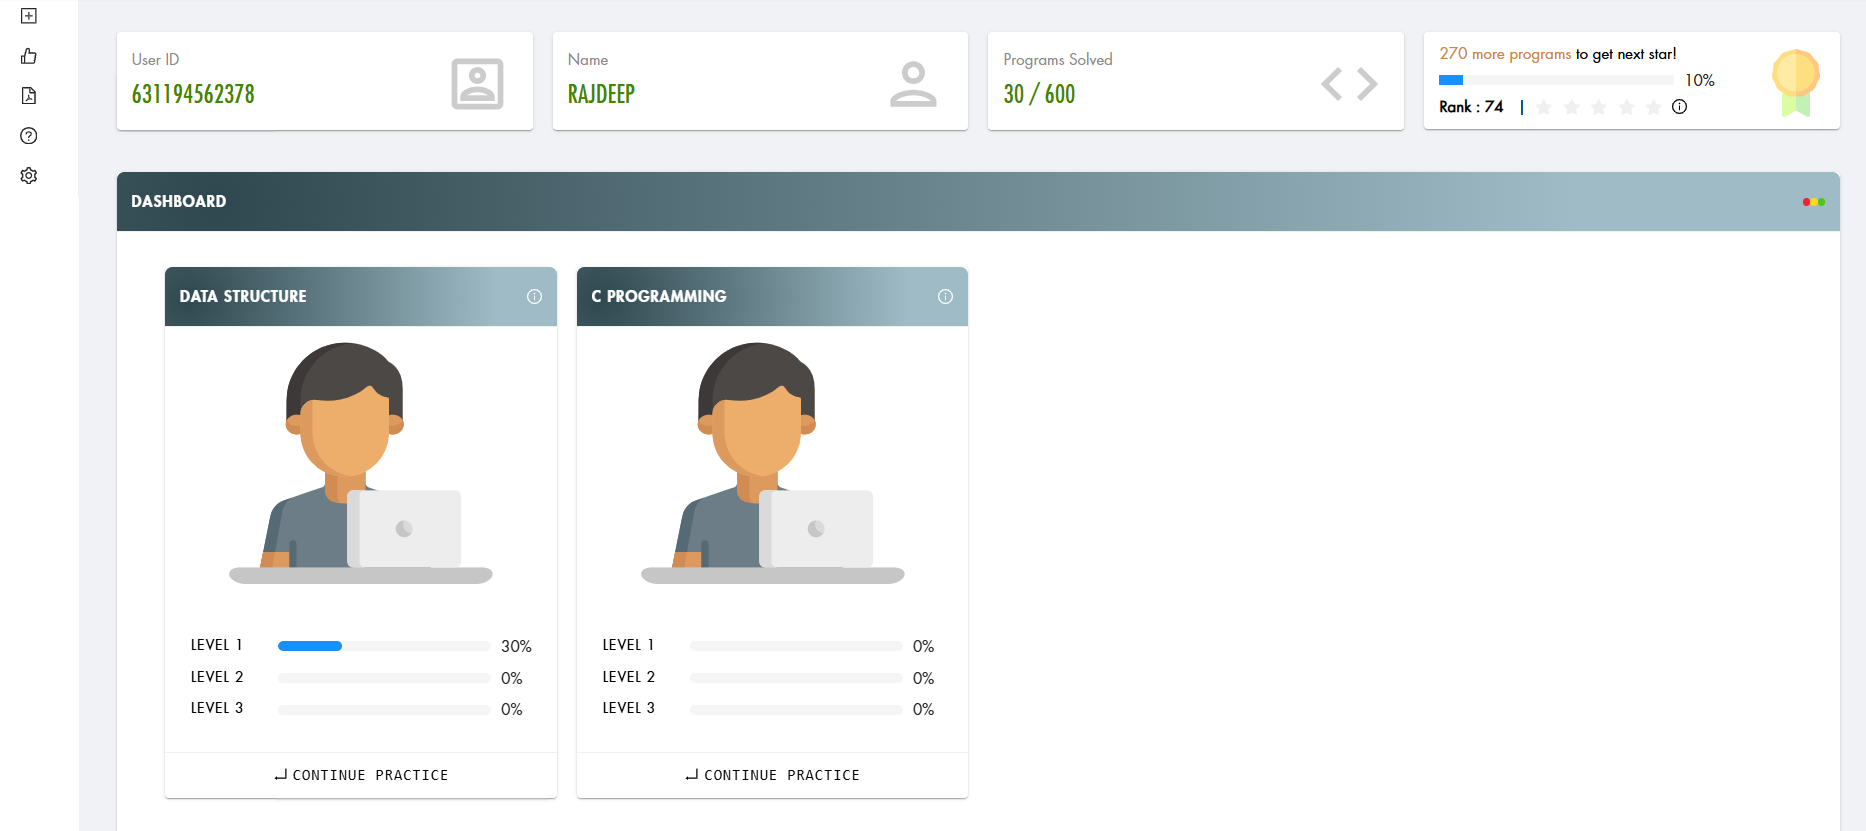 User ID
631194562378
Name
RAJDEEP
Programs Solved
30 / 600
270 more programs to get next star!
10%
Rank : 74 |
DASHBOARD
DATA STRUCTURE
LEVEL 1 30%
LEVEL 2 0%
LEVEL 3 0%
CONTINUE PRACTICE
C PROGRAMMING
LEVEL 1 0%
LEVEL 2 0%
LEVEL 3 0%
CONTINUE PRACTICE